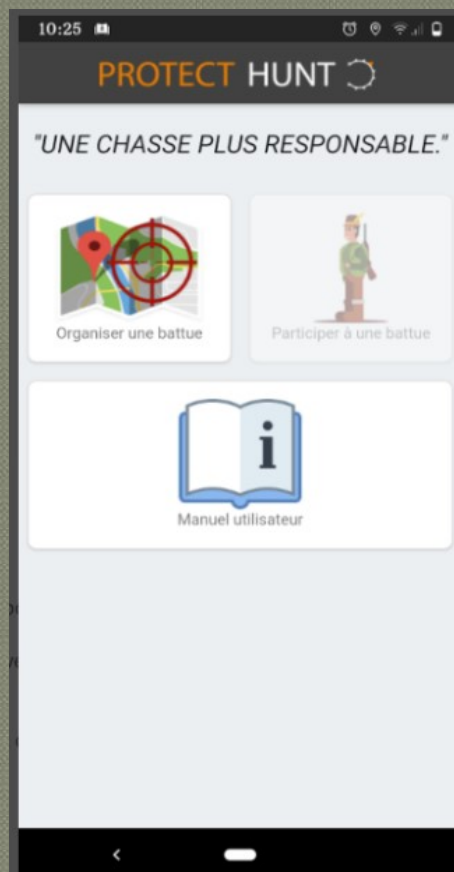 10:25
PROTECT HUNT
"UNE CHASSE PLUS RESPONSABLE."
Organiser une battue
Participer à une battue
i
Manuel utilisateur